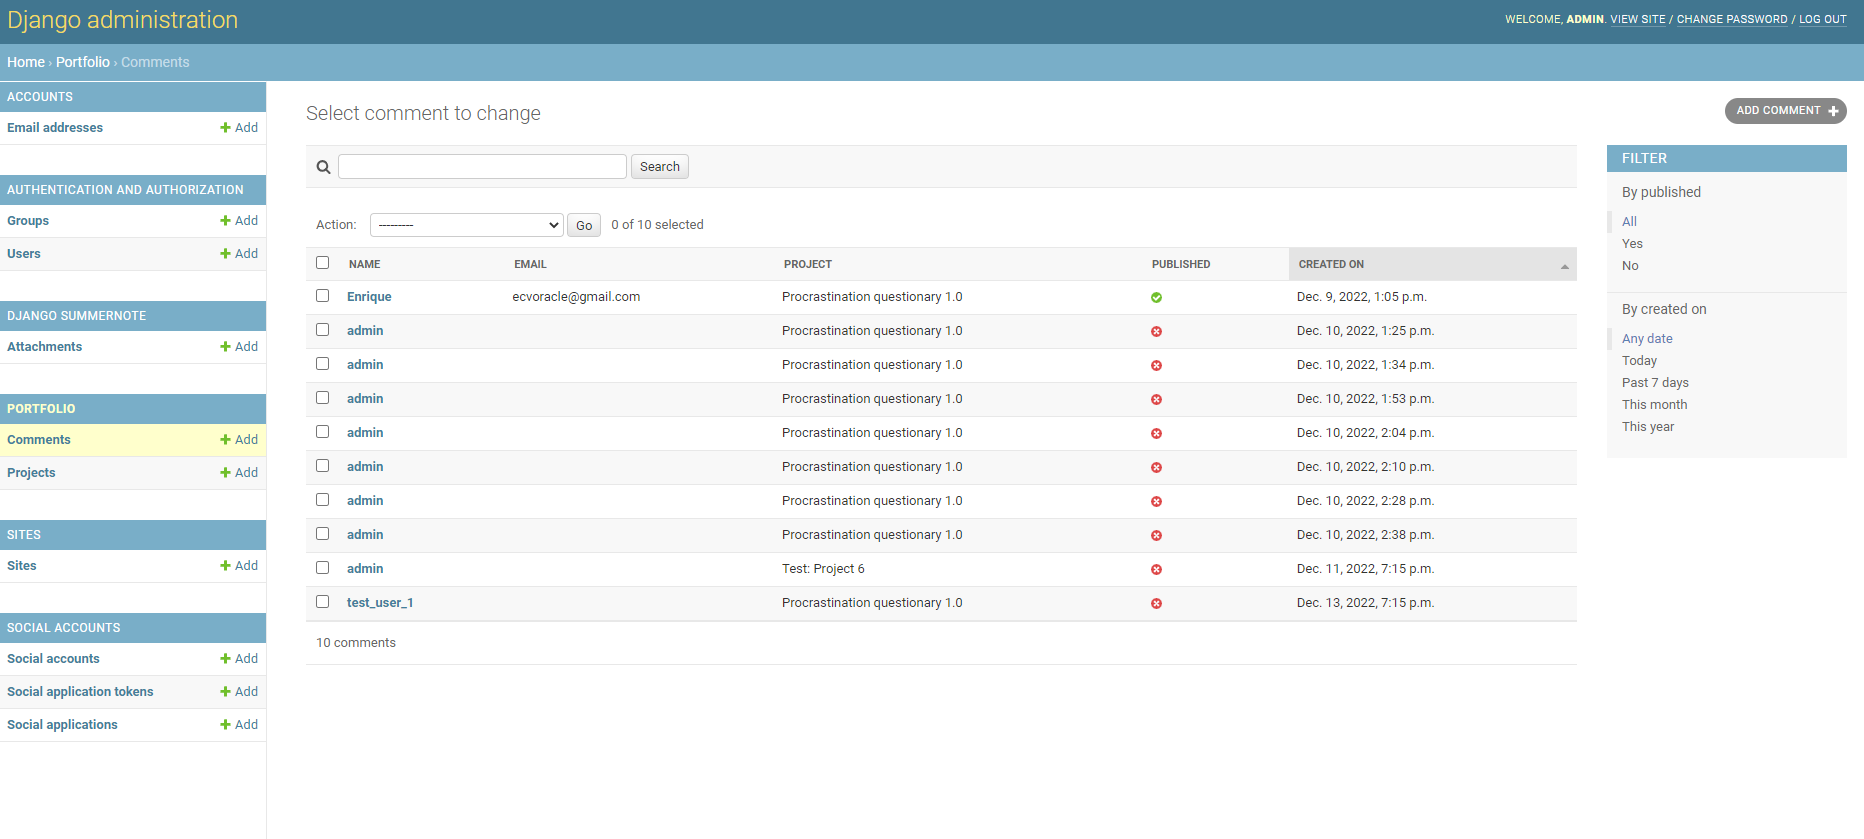 Django administration
WELCOME, ADMIN. VIEW SITE / CHANGE PASSWORD / LOG OUT
Home › Portfolio › Comments
ACCOUNTS
Email addresses Add
AUTHENTICATION AND AUTHORIZATION
Groups Add
Users Add
DJANGO SUMMERNOTE
Attachments Add
PORTFOLIO
Comments Add
Projects Add
SITES
Sites Add
SOCIAL ACCOUNTS
Social accounts Add
Social application tokens Add
Social applications Add
Select comment to change
ADD COMMENT
Search
Action: --------- Go 0 of 10 selected
NAME EMAIL PROJECT PUBLISHED CREATED ON
Enrique ecvoracle@gmail.com Procrastination questionary 1.0 Dec. 9, 2022, 1:05 p.m.
admin Procrastination questionary 1.0 Dec. 10, 2022, 1:25 p.m.
admin Procrastination questionary 1.0 Dec. 10, 2022, 1:34 p.m.
admin Procrastination questionary 1.0 Dec. 10, 2022, 1:53 p.m.
admin Procrastination questionary 1.0 Dec. 10, 2022, 2:04 p.m.
admin Procrastination questionary 1.0 Dec. 10, 2022, 2:10 p.m.
admin Procrastination questionary 1.0 Dec. 10, 2022, 2:28 p.m.
admin Procrastination questionary 1.0 Dec. 10, 2022, 2:38 p.m.
admin Test: Project 6 Dec. 11, 2022, 7:15 p.m.
test_user_1 Procrastination questionary 1.0 Dec. 13, 2022, 7:15 p.m.
10 comments
FILTER
By published
All
Yes
No
By created on
Any date
Today
Past 7 days
This month
This year